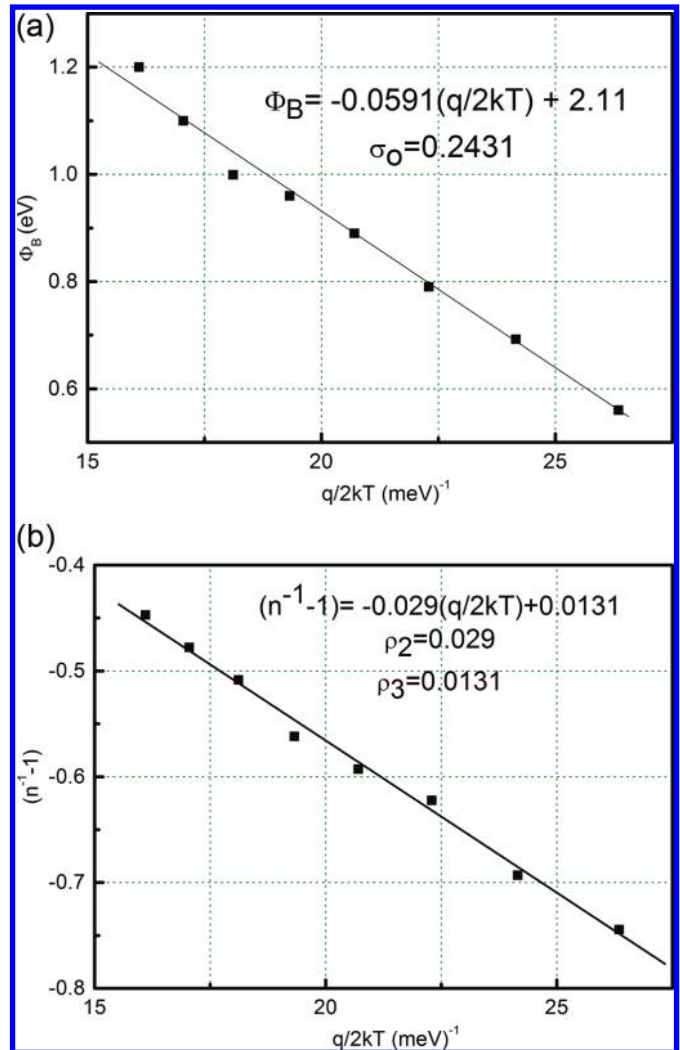 (a)
1.2
1.0
0.8
0.6
Φ_B (eV)
Φ_B= -0.0591(q/2kT) + 2.11
σ_o=0.2431
15 20 25
q/2kT (meV)⁻¹
(b)
-0.4
-0.5
-0.6
-0.7
-0.8
(n⁻¹-1)
(n⁻¹-1)= -0.029(q/2kT)+0.0131
ρ₂=0.029
ρ₃=0.0131
15 20 25
q/2kT (meV)⁻¹